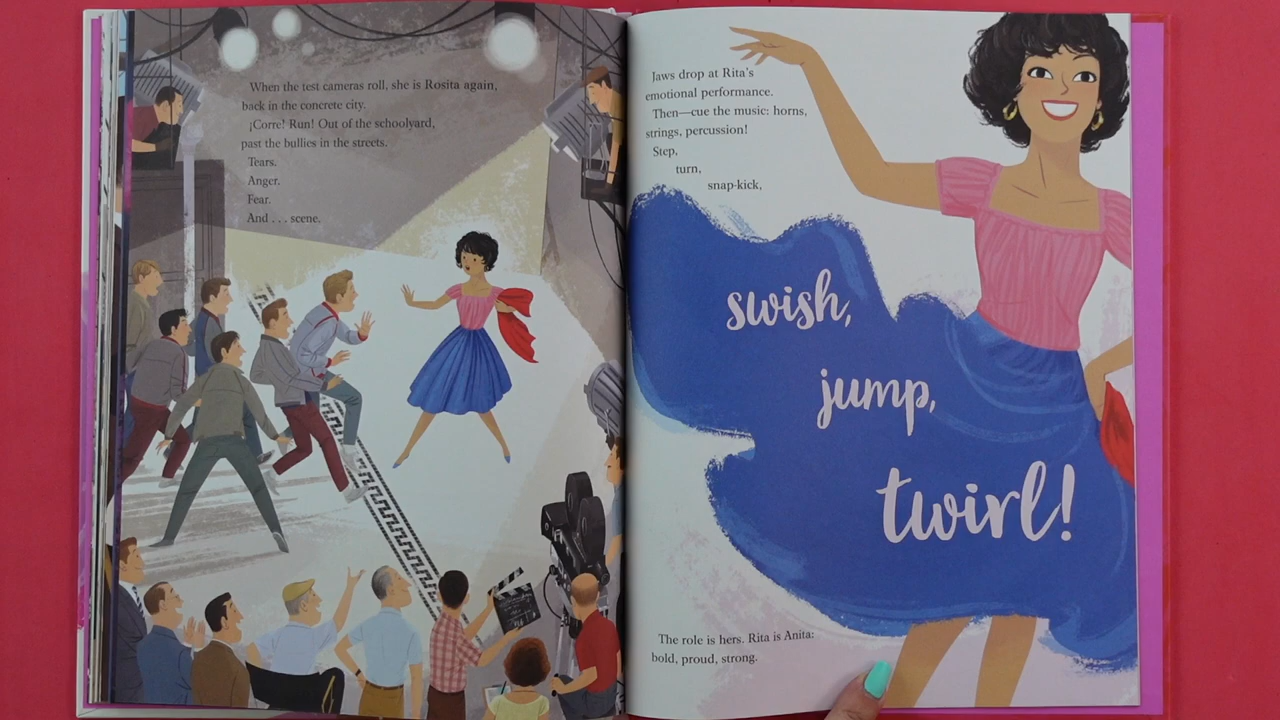 When the test cameras roll, she is Rosita again,
back in the concrete city.
¡Corre! Run! Out of the schoolyard,
past the bullies in the streets.
Tears.
Anger.
Fear.
And . . . scene.
Jaws drop at Rita's
emotional performance.
Then—cue the music: horns,
strings, percussion!
Step,
turn,
snap-kick,
swish,
jump,
twirl!
The role is hers. Rita is Anita:
bold, proud, strong.